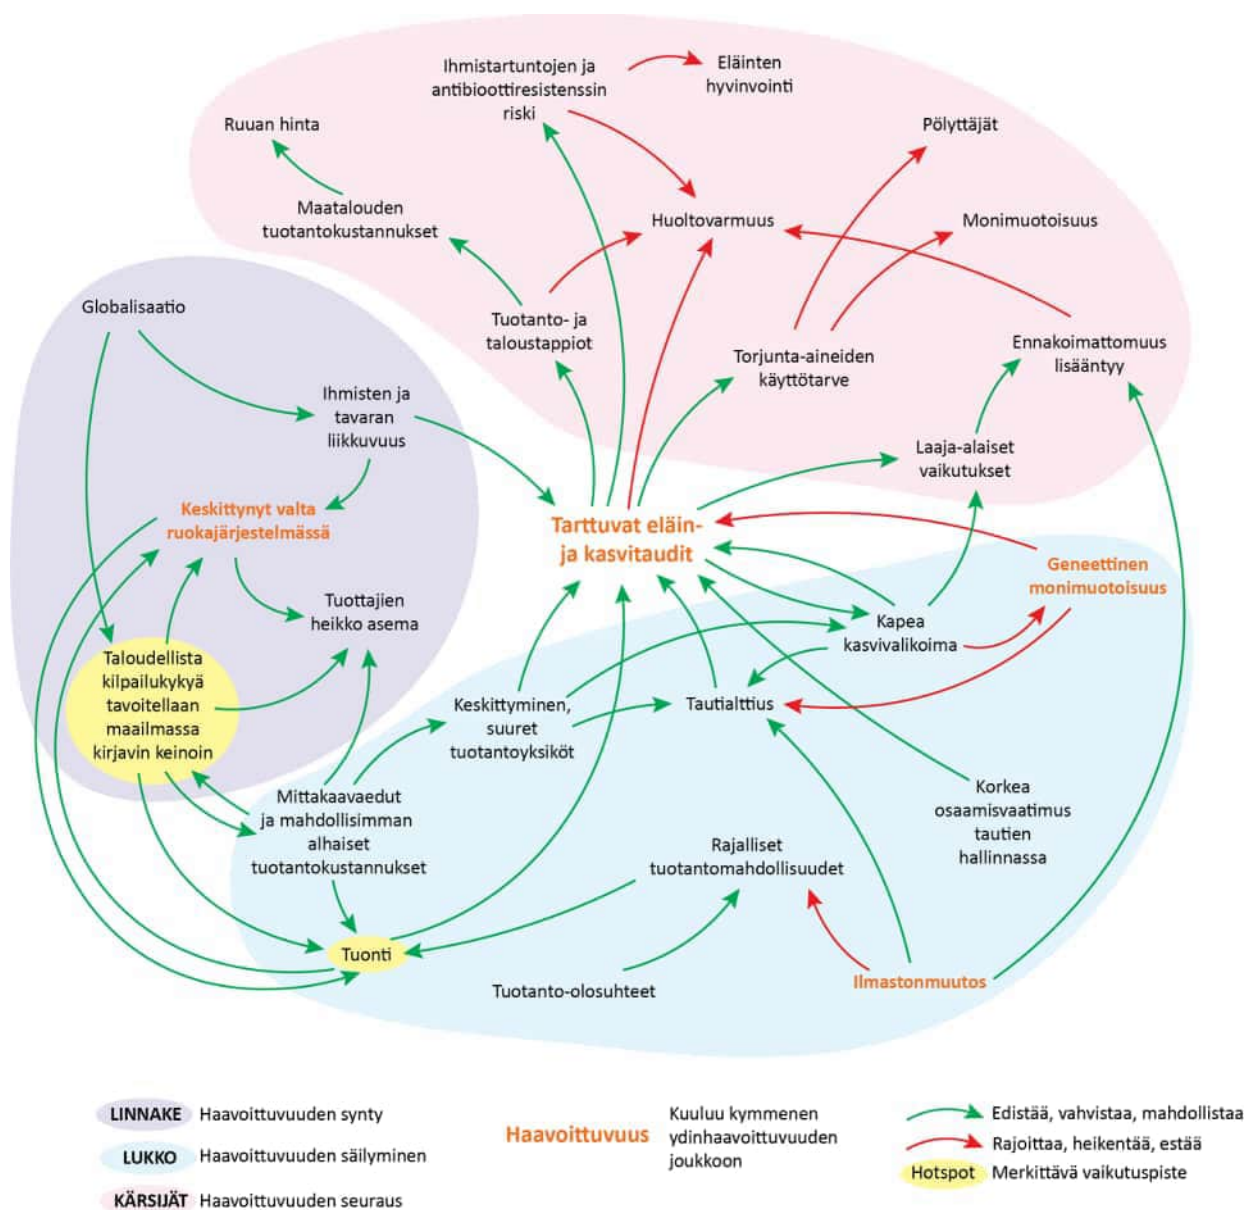 Ihmistartuntojen ja
antibioottiresistenssin
riski
Eläinten
hyvinvointi
Ruuan hinta
Pölyttäjät
Maatalouden
tuotantokustannukset
Huoltovarmuus
Monimuotoisuus
Globalisaatio
Tuotanto- ja
taloustappiot
Torjunta-aineiden
käyttötarve
Ennakoimattomuus
lisääntyy
Ihmisten ja
tavaran
liikkuvuus
Laaja-alaiset
vaikutukset
Keskittynyt valta
ruokajärjestelmässä
Tarttuvat eläin-
ja kasvitaudit
Geneettinen
monimuotoisuus
Tuottajien
heikko asema
Kapea
kasvivalikoima
Taloudellista
kilpailukykyä
tavoitellaan
maailmassa
kirjavin keinoin
Keskittyminen,
suuret
tuotantoyksiköt
Tautialttius
Mittakaavaedut
ja mahdollisimman
alhaiset
tuotantokustannukset
Korkea
osaamisvaatimus
tautien
hallinnassa
Rajalliset
tuotantomahdollisuudet
Tuonti
Tuotanto-olosuhteet
Ilmastonmuutos
LINNAKE Haavoittuvuuden synty
LUKKO Haavoittuvuuden säilyminen
KÄRSIJÄT Haavoittuvuuden seuraus
Haavoittuvuus
Kuuluu kymmenen
ydinhaavoittuvuuden
joukkoon
Edistää, vahvistaa, mahdollistaa
Rajoittaa, heikentää, estää
Hotspot Merkittävä vaikutuspiste